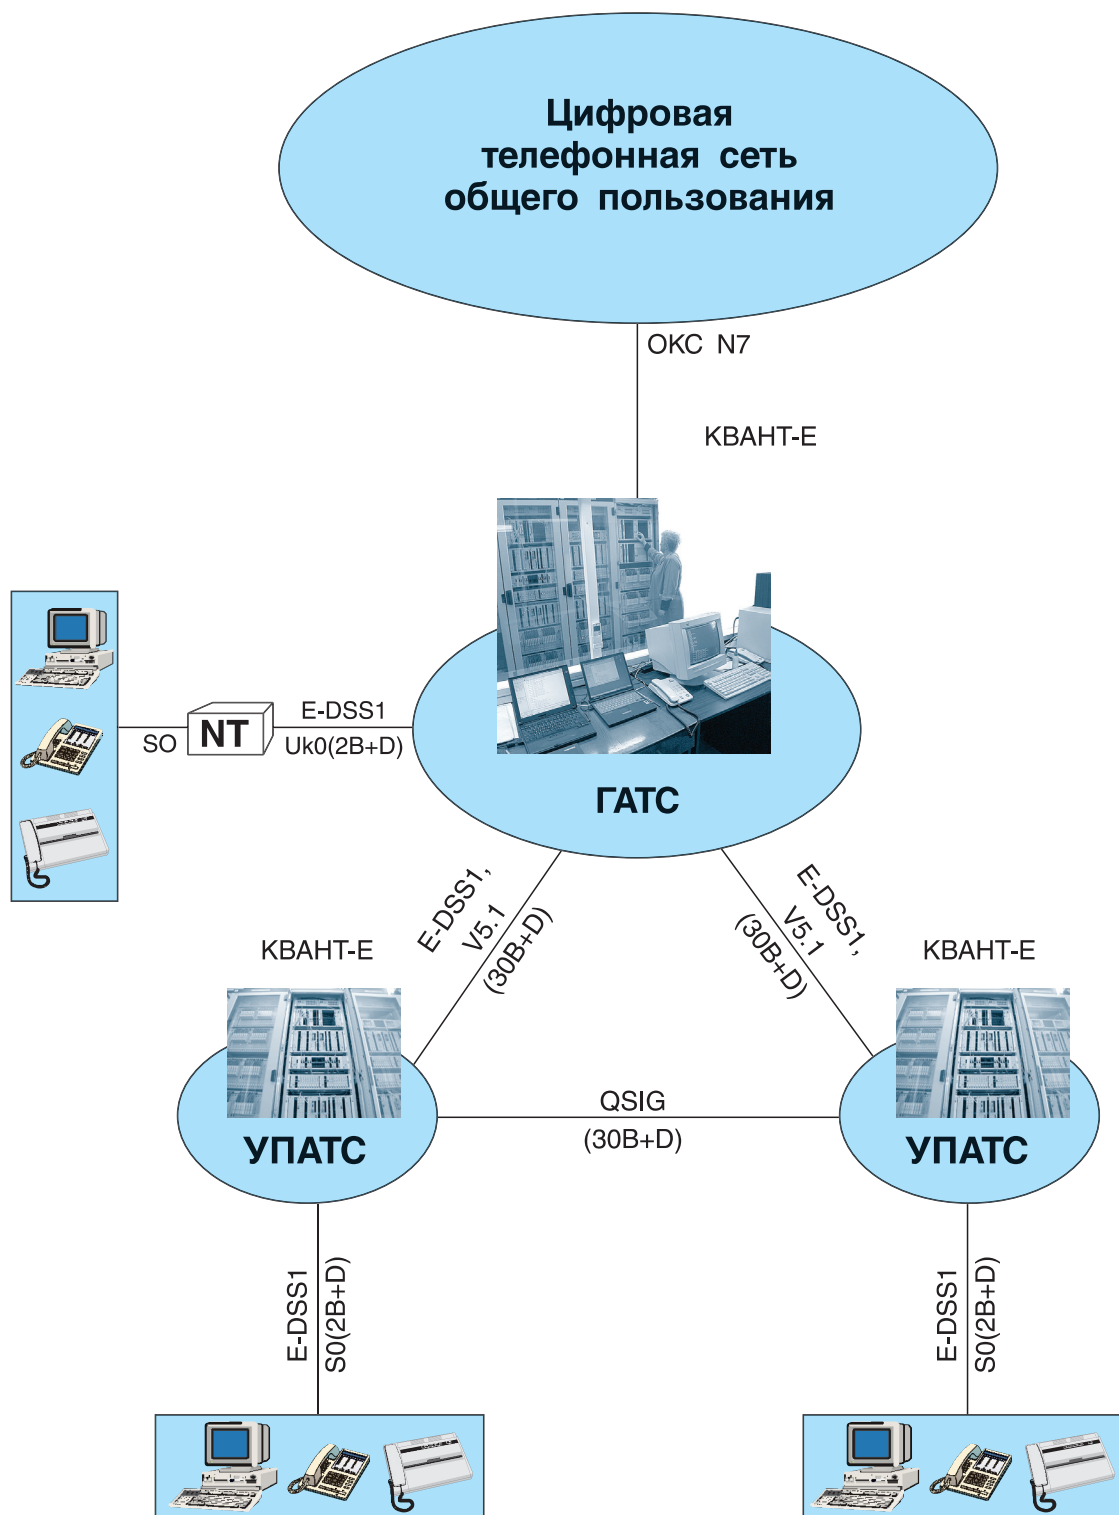 Цифровая
телефонная сеть
общего пользования
ОКС N7
КВАНТ-Е
E-DSS1
SO
NT
Uk0(2B+D)
ГАТС
E-DSS1,
V5.1
(30B+D)
E-DSS1,
V5.1
(30B+D)
КВАНТ-Е
КВАНТ-Е
QSIG
(30B+D)
УПАТС
УПАТС
E-DSS1
S0(2B+D)
E-DSS1
S0(2B+D)